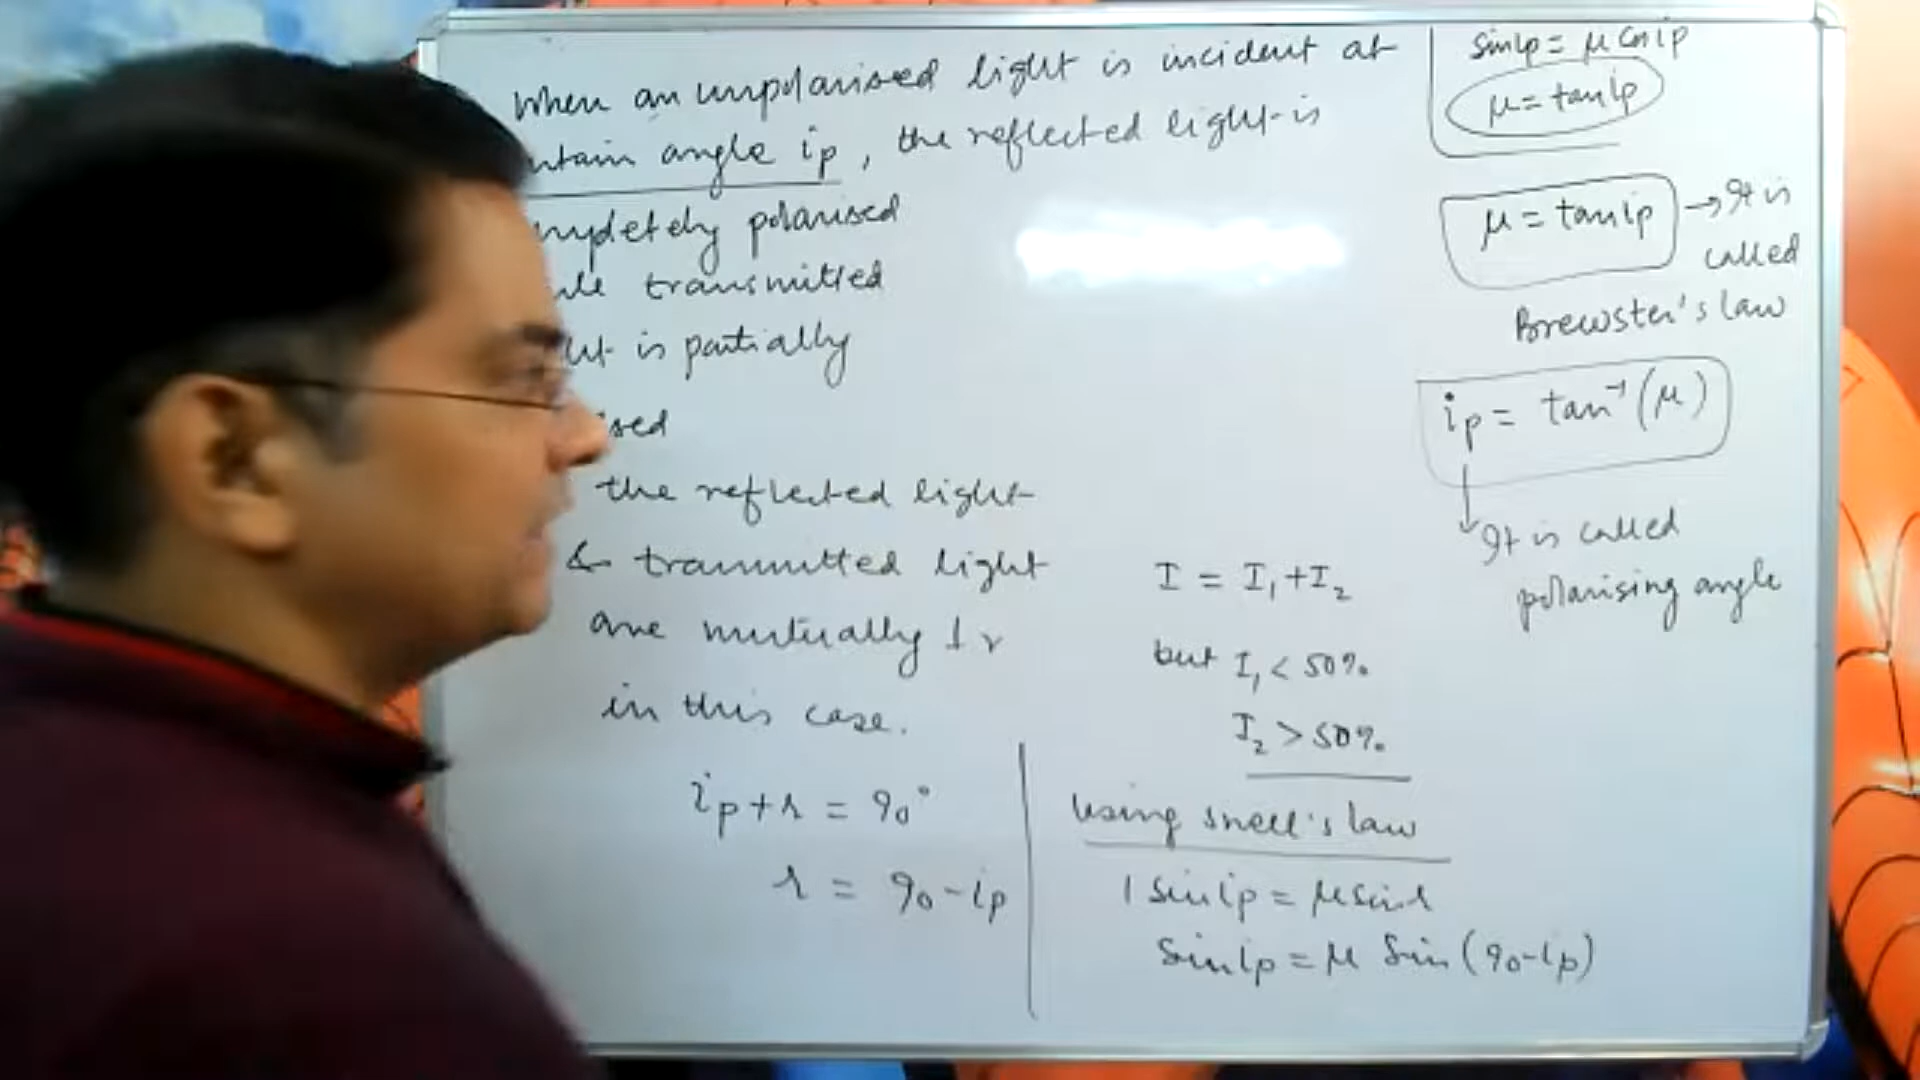 When an unpolarised light is incident at
angle ip, the reflected light is
polarised
transmitted
is partially
the reflected light
& transmitted light
are mutually ⊥r
in this case.
ip + r = 90°
r = 90 - ip
I = I₁ + I₂
but I₁ < 50%
I₂ > 50%
Using snell's law
1 sin ip = μ sin r
sin ip = μ Sin (90 - ip)
sin ip = μ cos ip
μ = tan ip
μ = tan ip → It is
called
Brewster's law
ip = tan⁻¹ (μ)
↓ It is called
polarising angle